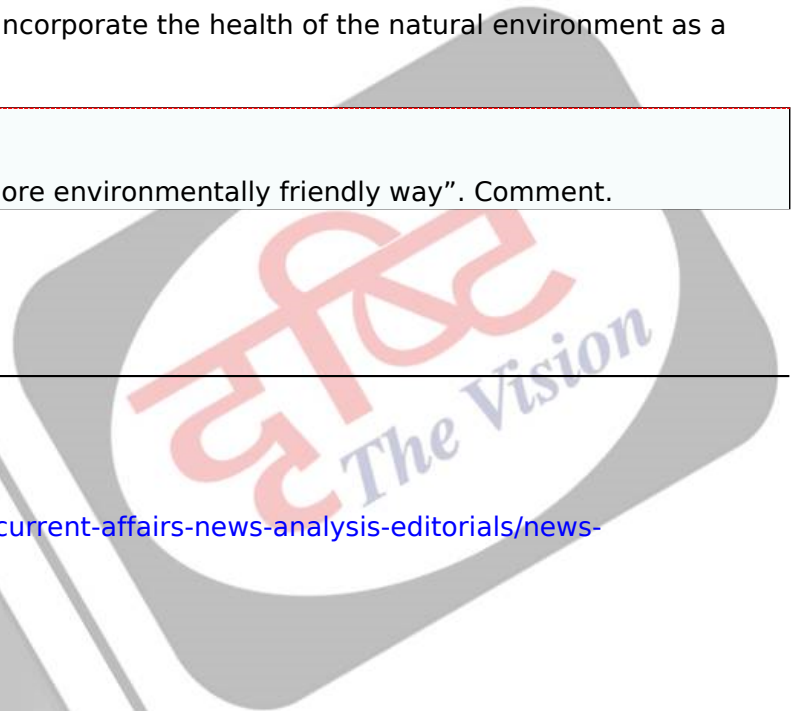 ncorporate the health of the natural environment as a
ore environmentally friendly way”. Comment.
दृष्टि
The Vision
current-affairs-news-analysis-editorials/news-